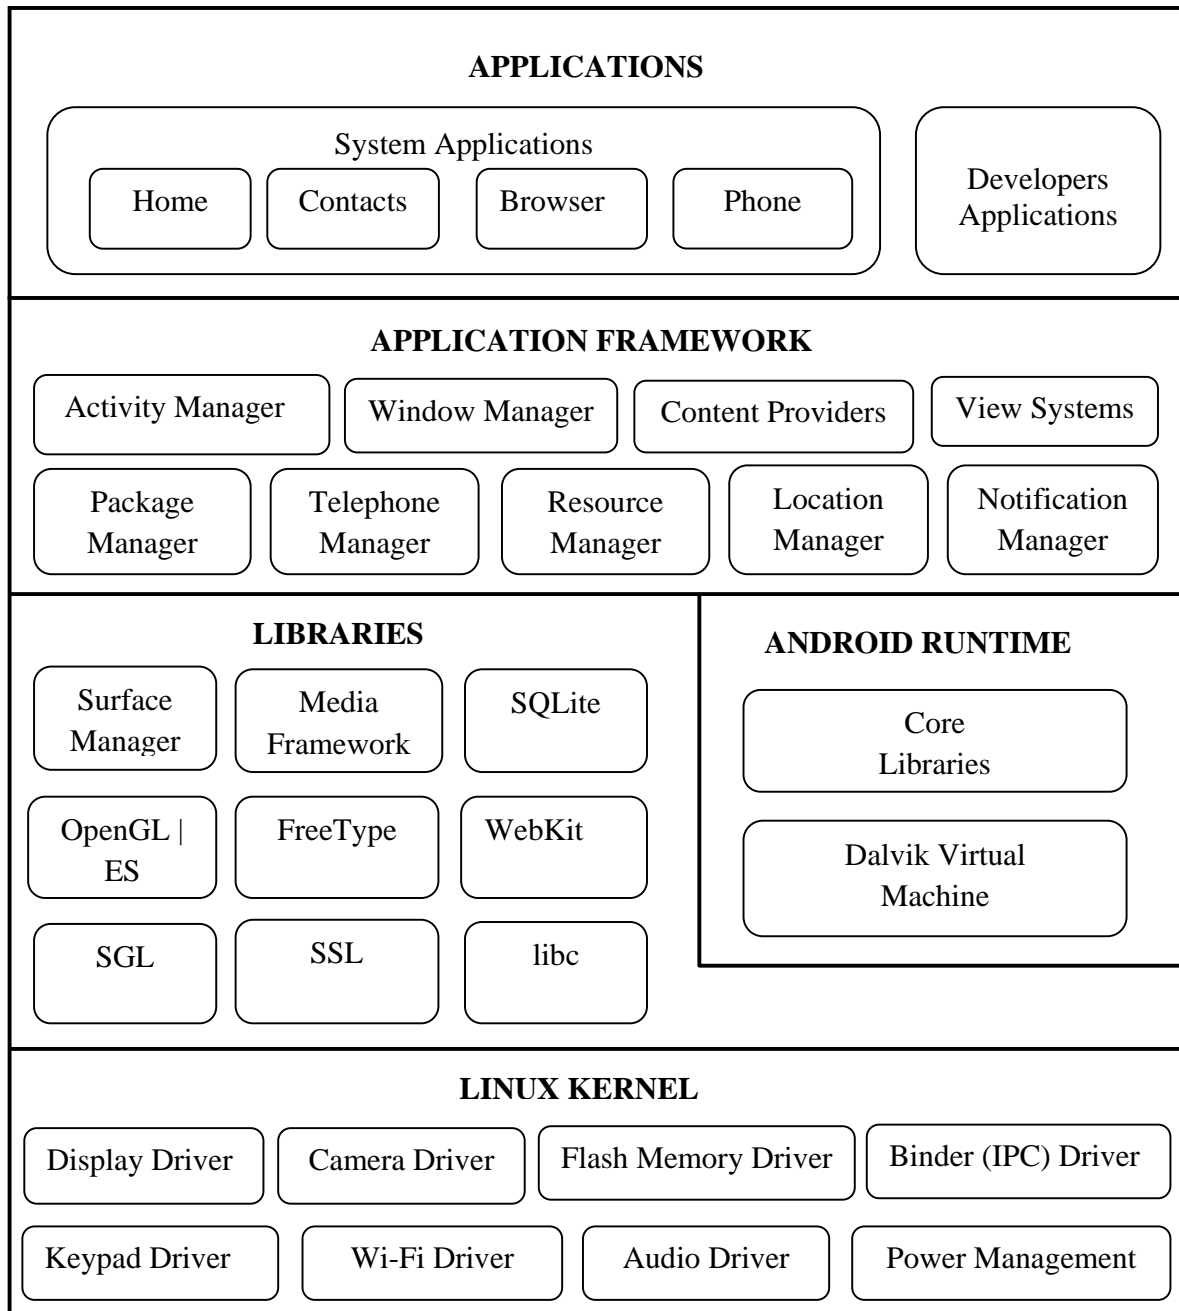 APPLICATIONS
System Applications
Home
Contacts
Browser
Phone
Developers
Applications
APPLICATION FRAMEWORK
Activity Manager
Window Manager
Content Providers
View Systems
Package
Manager
Telephone
Manager
Resource
Manager
Location
Manager
Notification
Manager
LIBRARIES
Surface
Manager
Media
Framework
SQLite
OpenGL |
ES
FreeType
WebKit
SGL
SSL
libc
ANDROID RUNTIME
Core
Libraries
Dalvik Virtual
Machine
LINUX KERNEL
Display Driver
Camera Driver
Flash Memory Driver
Binder (IPC) Driver
Keypad Driver
Wi-Fi Driver
Audio Driver
Power Management